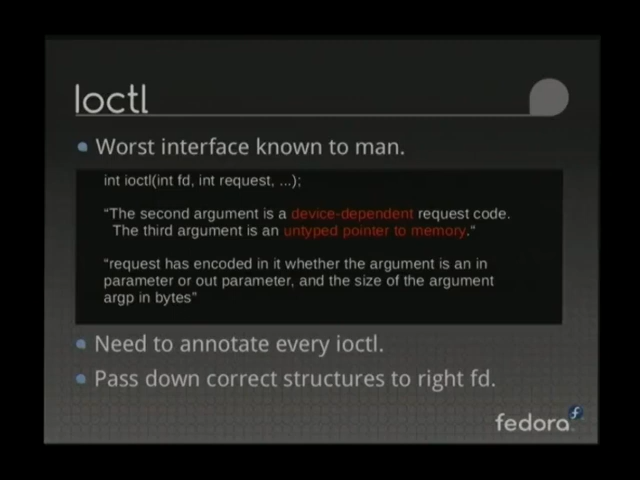 Ioctl
Worst interface known to man.
int ioctl(int fd, int request, ...);
“The second argument is a device-dependent request code.
The third argument is an untyped pointer to memory.“
“request has encoded in it whether the argument is an in
parameter or out parameter, and the size of the argument
argp in bytes”
Need to annotate every ioctl.
Pass down correct structures to right fd.
fedora